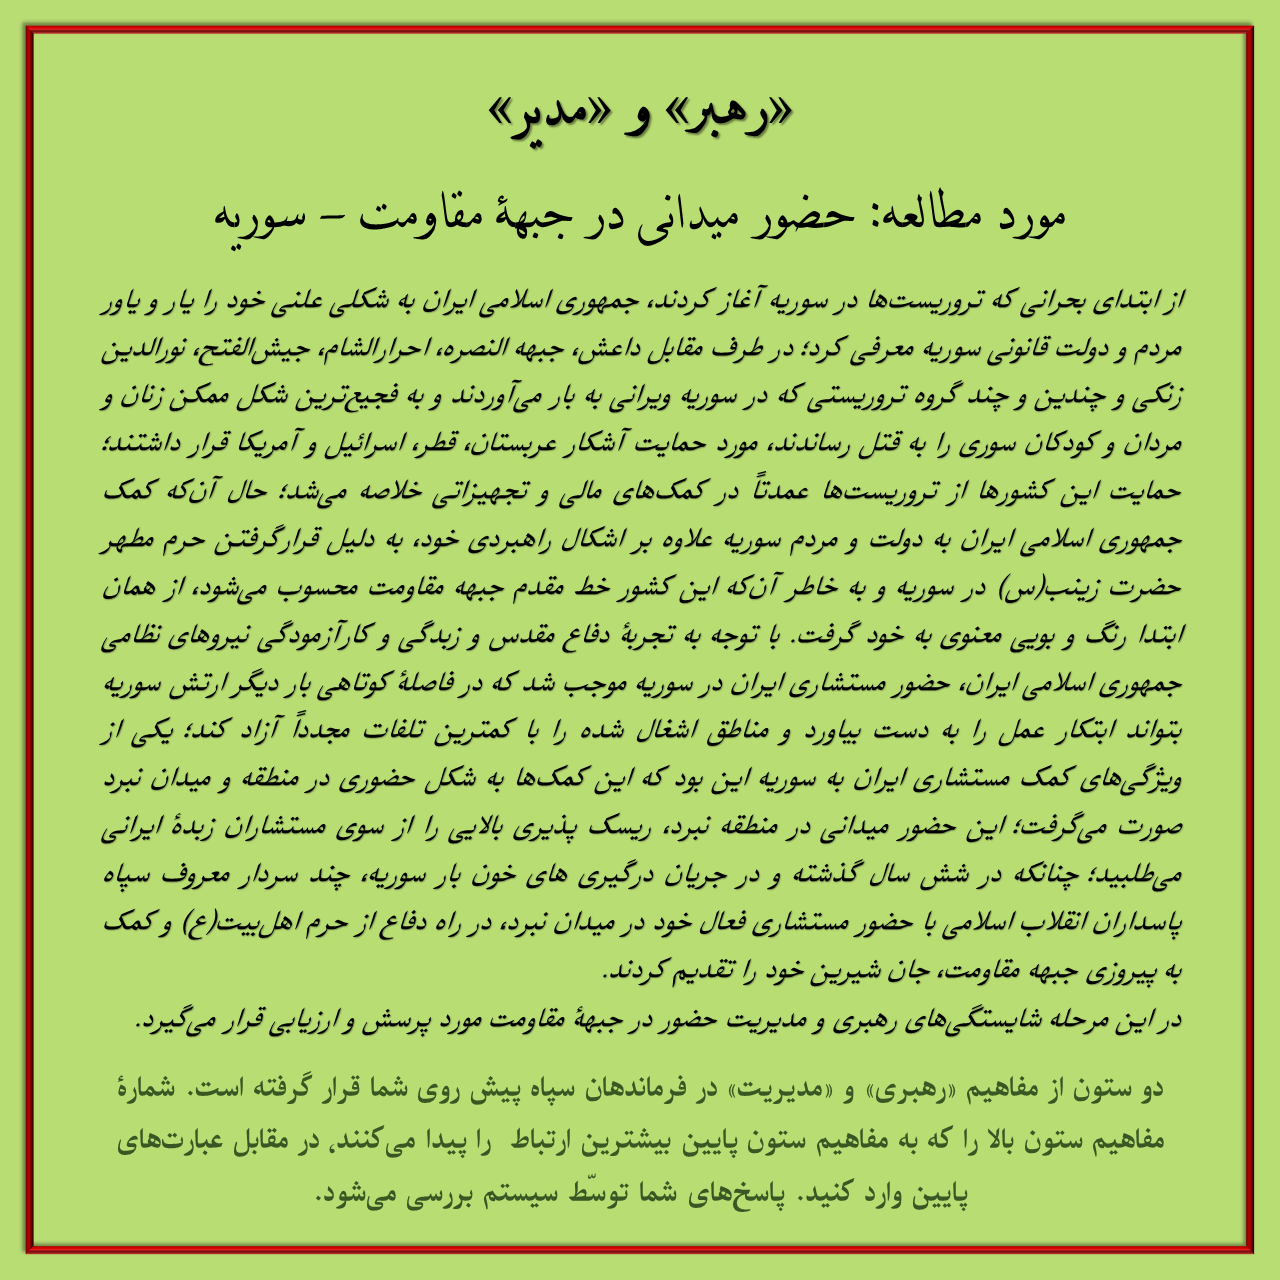 «رهبر» و «مدیر»
مورد مطالعه: حضور میدانی در جبههٔ مقاومت – سوریه
از ابتدای بحرانی که تروریست‌ها در سوریه آغاز کردند، جمهوری اسلامی ایران به شکلی علنی خود را یار و یاور
مردم و دولت قانونی سوریه معرفی کرد؛ در طرف مقابل داعش، جبهه النصره، احرارالشام، جیش‌الفتح، نورالدین
زنکی و چندین و چند گروه تروریستی که در سوریه ویرانی به بار می‌آوردند و به فجیع‌ترین شکل ممکن زنان و
مردان و کودکان سوری را به قتل رساندند، مورد حمایت آشکار عربستان، قطر، اسرائیل و آمریکا قرار داشتند؛
حمایت این کشورها از تروریست‌ها عمدتاً در کمک‌های مالی و تجهیزاتی خلاصه می‌شد؛ حال آن‌که کمک
جمهوری اسلامی ایران به دولت و مردم سوریه علاوه بر اشکال راهبردی خود، به دلیل قرارگرفتن حرم مطهر
حضرت زینب(س) در سوریه و به خاطر آن‌که این کشور خط مقدم جبهه مقاومت محسوب می‌شود، از همان
ابتدا رنگ و بویی معنوی به خود گرفت. با توجه به تجربهٔ دفاع مقدس و زبدگی و کارآزمودگی نیروهای نظامی
جمهوری اسلامی ایران، حضور مستشاری ایران در سوریه موجب شد که در فاصلهٔ کوتاهی بار دیگر ارتش سوریه
بتواند ابتکار عمل را به دست بیاورد و مناطق اشغال شده را با کمترین تلفات مجدداً آزاد کند؛ یکی از
ویژگی‌های کمک مستشاری ایران به سوریه این بود که این کمک‌ها به شکل حضوری در منطقه و میدان نبرد
صورت می‌گرفت؛ این حضور میدانی در منطقه نبرد، ریسک پذیری بالایی را از سوی مستشاران زبدهٔ ایرانی
می‌طلبید؛ چنانکه در شش سال گذشته و در جریان درگیری های خون بار سوریه، چند سردار معروف سپاه
پاسداران انقلاب اسلامی با حضور مستشاری فعال خود در میدان نبرد، در راه دفاع از حرم اهل‌بیت(ع) و کمک
به پیروزی جبهه مقاومت، جان شیرین خود را تقدیم کردند.
در این مرحله شایستگی‌های رهبری و مدیریت حضور در جبههٔ مقاومت مورد پرسش و ارزیابی قرار می‌گیرد.
دو ستون از مفاهیم «رهبری» و «مدیریت» در فرماندهان سپاه پیش روی شما قرار گرفته است. شمارهٔ
مفاهیم ستون بالا را که به مفاهیم ستون پایین بیشترین ارتباط  را پیدا می‌کنند، در مقابل عبارت‌های
پایین وارد کنید. پاسخ‌های شما توسّط سیستم بررسی می‌شود.